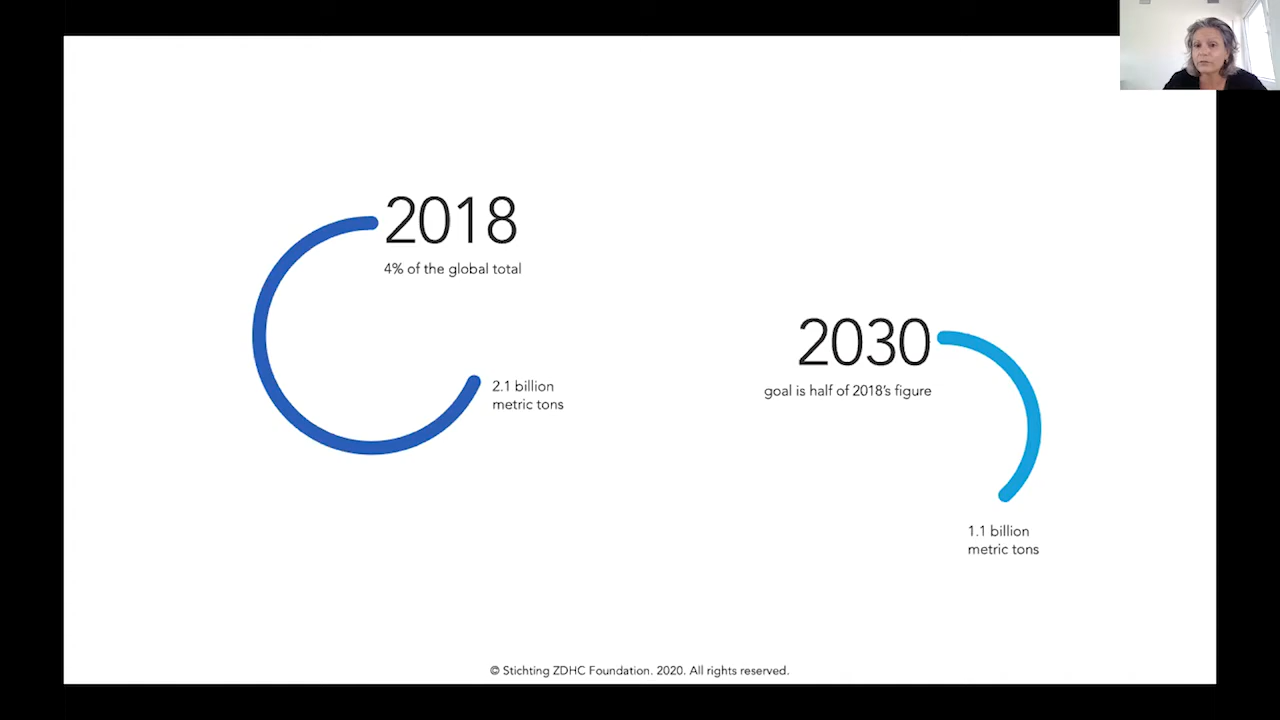 2018
4% of the global total
2.1 billion
metric tons
2030
goal is half of 2018's figure
1.1 billion
metric tons
© Stichting ZDHC Foundation. 2020. All rights reserved.